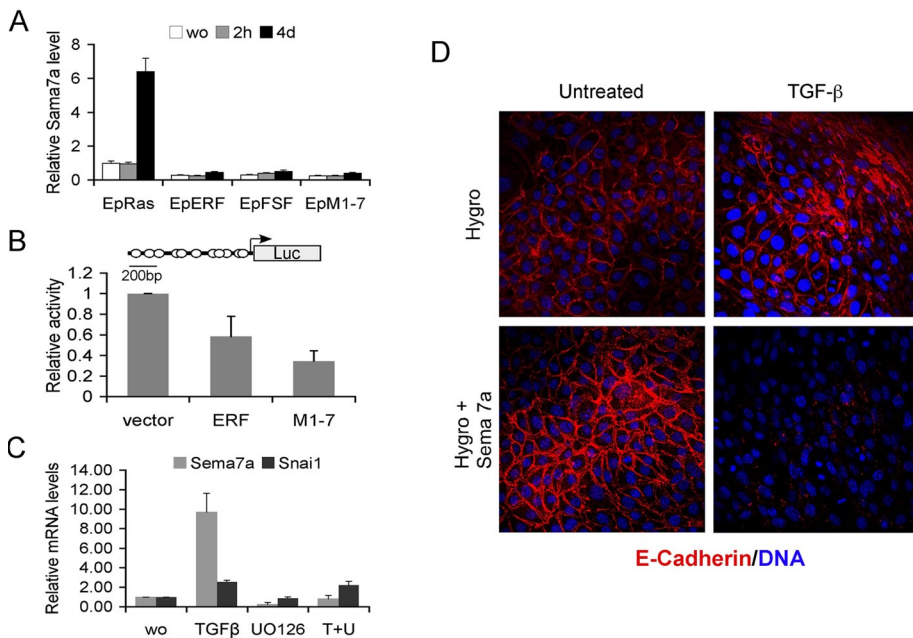 A
wo 2h 4d
Relative Sama7a level
8
6
4
2
0
EpRas EpERF EpFSF EpM1-7
B
Luc
200bp
Relative activity
1.2
1
0.8
0.6
0.4
0.2
0
vector ERF M1-7
C
Sema7a Snai1
Relative mRNA levels
14.00
12.00
10.00
8.00
6.00
4.00
2.00
0.00
wo TGFβ UO126 T+U
D
Untreated TGF-β
Hygro
Hygro +
Sema 7a
E-Cadherin/DNA